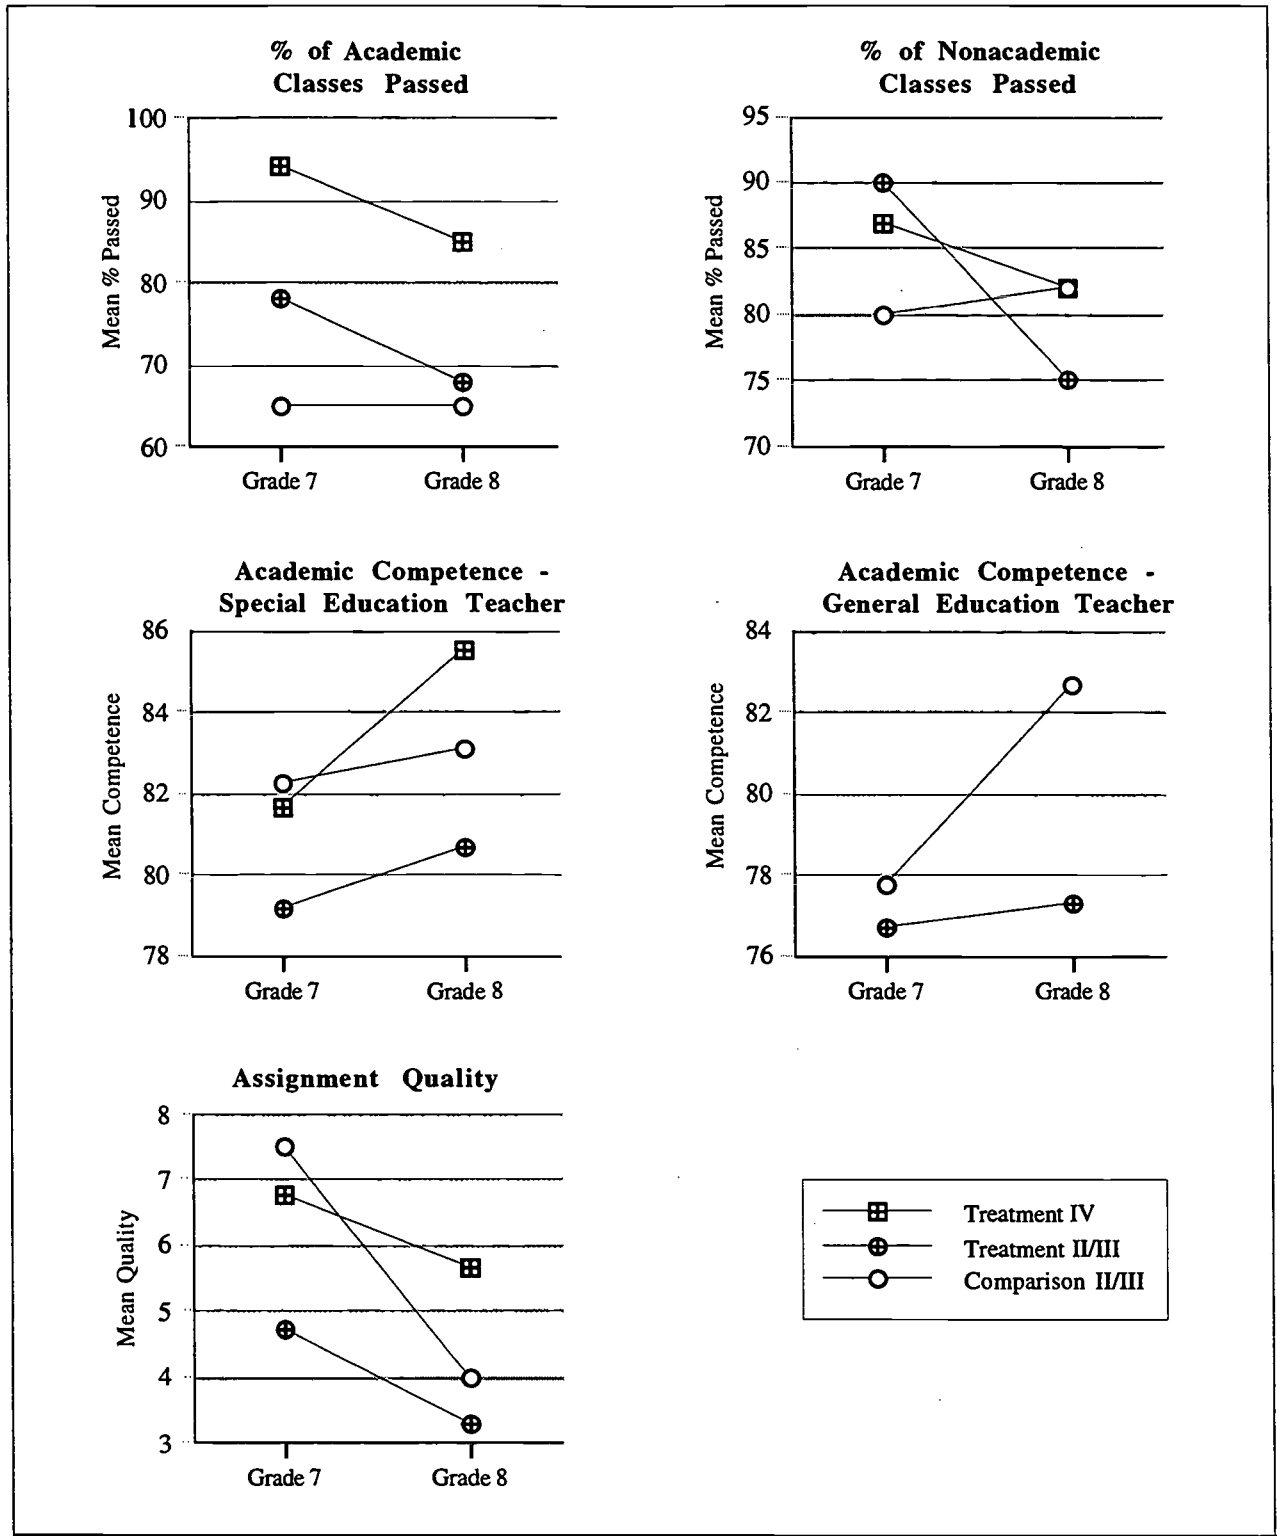 % of Academic
Classes Passed
100
90
80
70
60
Mean % Passed
Grade 7
Grade 8
% of Nonacademic
Classes Passed
95
90
85
80
75
70
Mean % Passed
Grade 7
Grade 8
Academic Competence -
Special Education Teacher
86
84
82
80
78
Mean Competence
Grade 7
Grade 8
Academic Competence -
General Education Teacher
84
82
80
78
76
Mean Competence
Grade 7
Grade 8
Assignment Quality
8
7
6
5
4
3
Mean Quality
Grade 7
Grade 8
Treatment IV
Treatment II/III
Comparison II/III